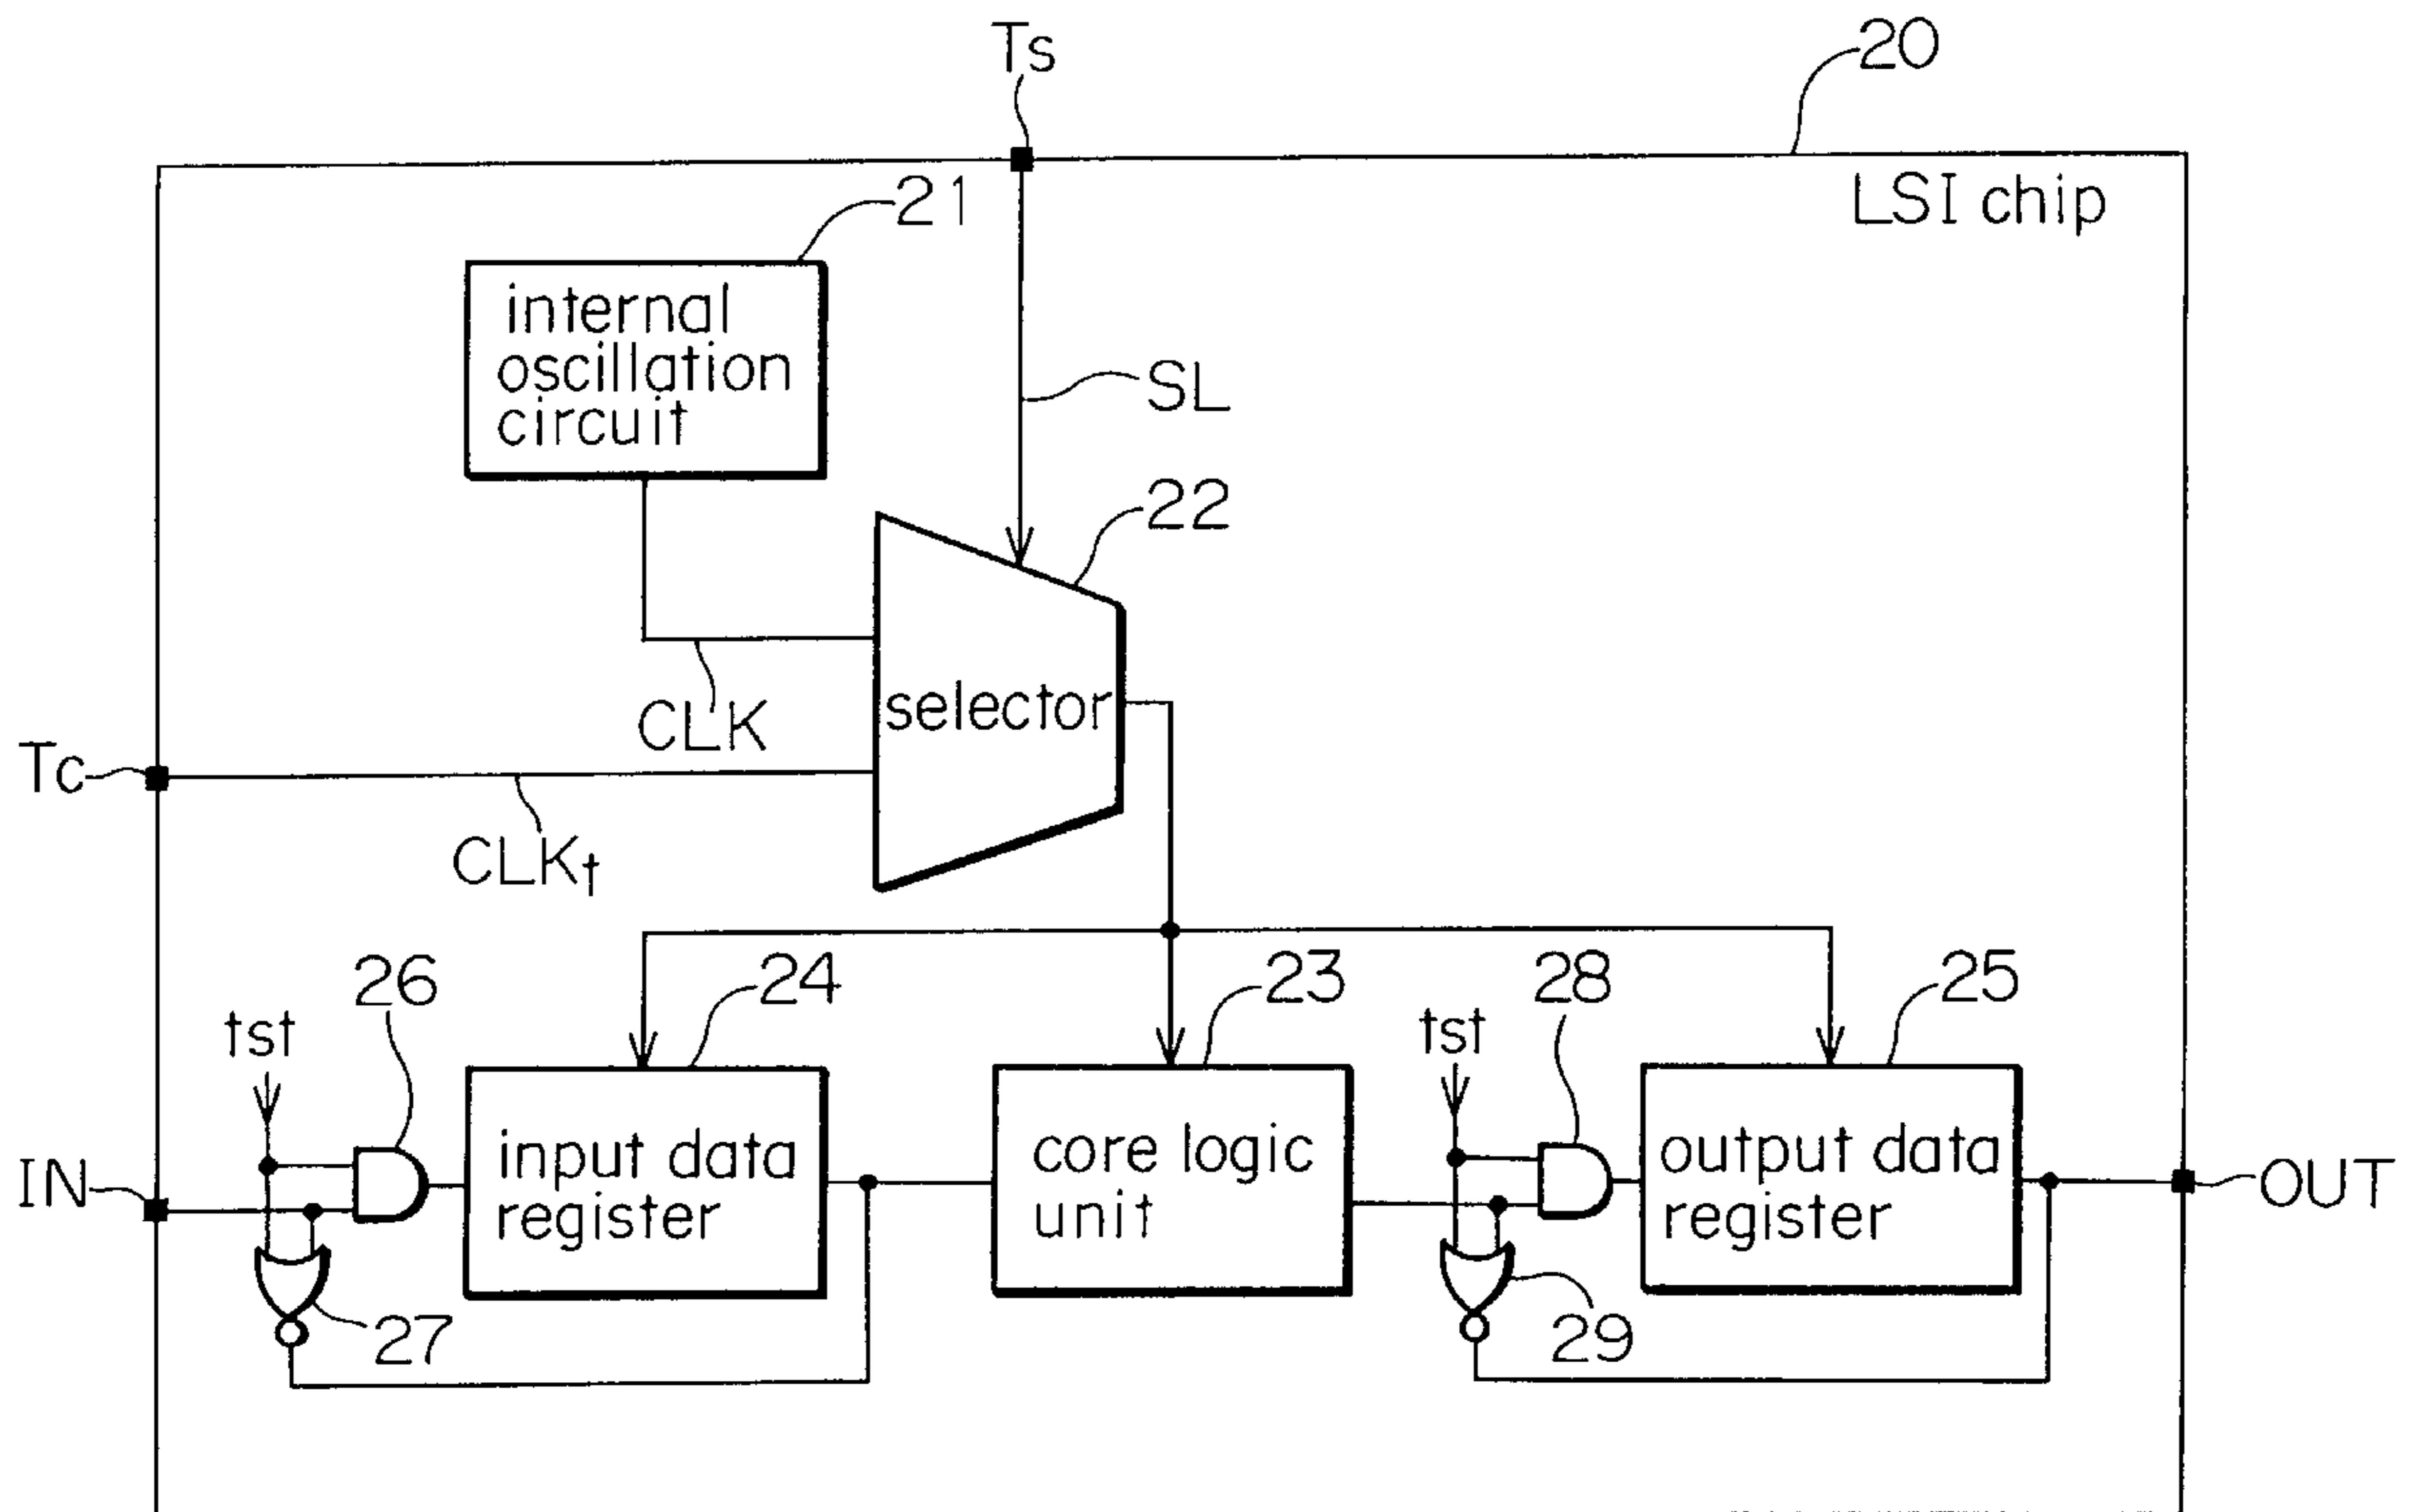 Ts
20
LSI chip
21
internal
oscillation
circuit
SL
22
selector
CLK
Tc
CLKt
26
24
23
28
25
tst
tst
IN
input data
register
core logic
unit
output data
register
OUT
27
29